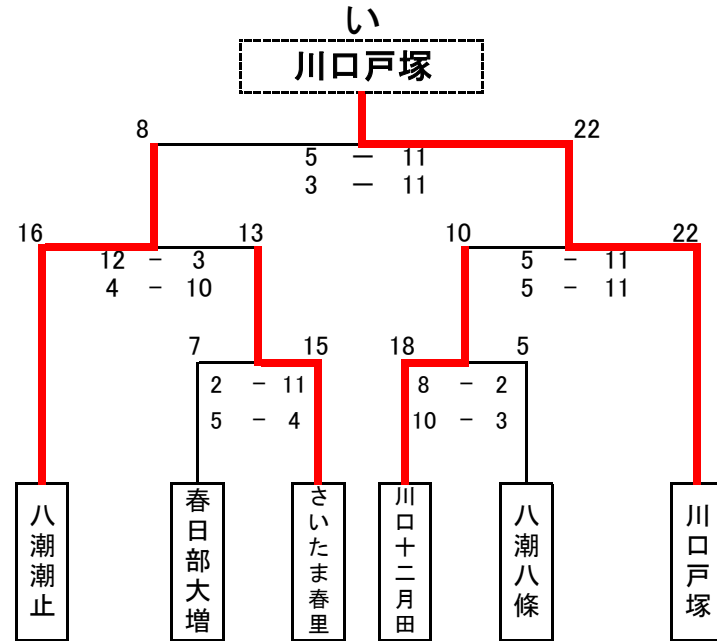 い
川口戸塚
8 22
5 － 11
3 － 11
16 13 10 22
12 － 3 5 － 11
4 － 10 5 － 11
7 15 18 5
2 － 11 8 － 2
5 － 4 10 － 3
八潮潮止
春日部大増
さいたま春里
川口十二月田
八潮八條
川口戸塚